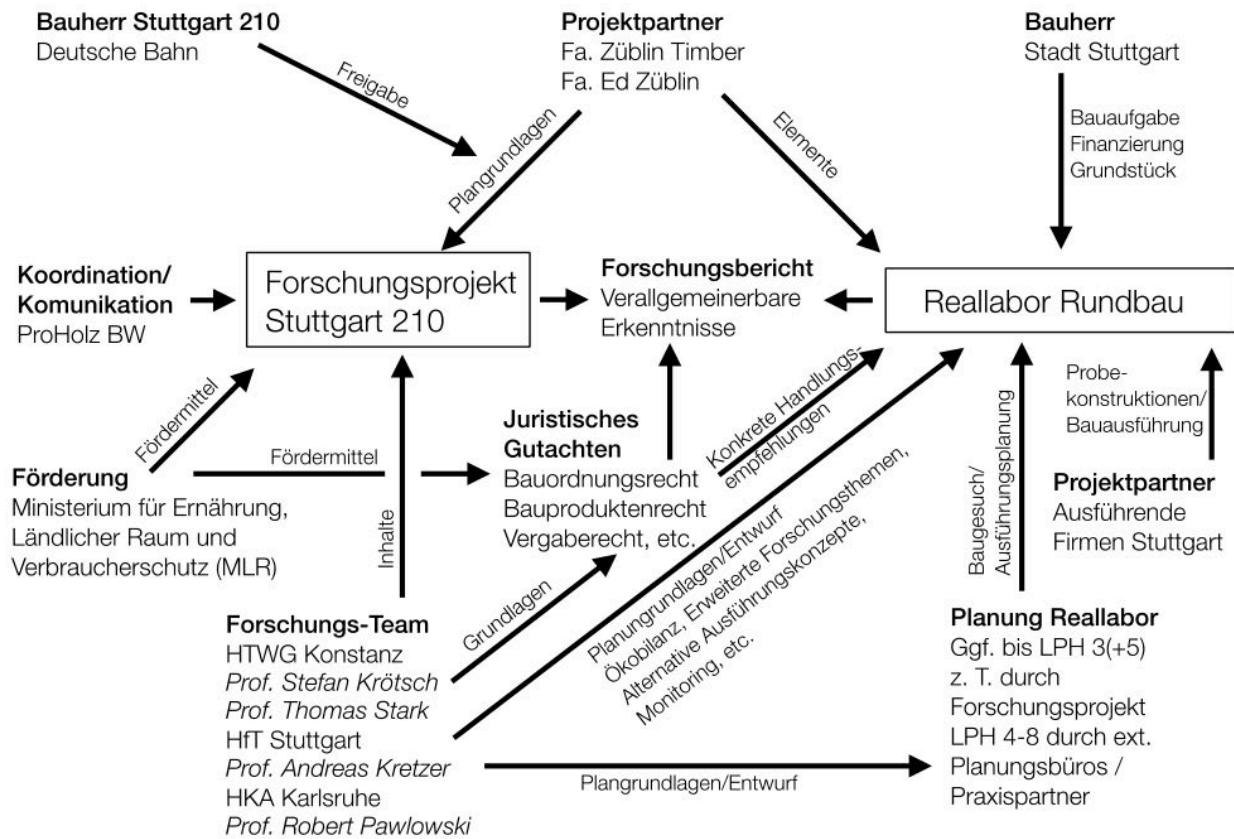 Bauherr Stuttgart 210
Deutsche Bahn
Freigabe
Projektpartner
Fa. Züblin Timber
Fa. Ed Züblin
Plangrundlagen
Elemente
Bauherr
Stadt Stuttgart
Bauaufgabe
Finanzierung
Grundstück
Koordination/
Komunikation
ProHolz BW
Forschungsprojekt
Stuttgart 210
Forschungsbericht
Verallgemeinerbare
Erkenntnisse
Reallabor Rundbau
Fördermittel
Förderung
Ministerium für Ernährung,
Ländlicher Raum und
Verbraucherschutz (MLR)
Fördermittel
Inhalte
Juristisches
Gutachten
Bauordnungsrecht
Bauproduktenrecht
Vergaberecht, etc.
Konkrete Handlungs-
empfehlungen
Probe-
konstruktionen/
Bauausführung
Projektpartner
Ausführende
Firmen Stuttgart
Baugesuch/
Ausführungsplanung
Forschungs-Team
HTWG Konstanz
Prof. Stefan Krötsch
Prof. Thomas Stark
HfT Stuttgart
Prof. Andreas Kretzer
HKA Karlsruhe
Prof. Robert Pawlowski
Grundlagen
Planungrundlagen/Entwurf
Ökobilanz, Erweiterte Forschungsthemen,
Alternative Ausführungskonzepte,
Monitoring, etc.
Plangrundlagen/Entwurf
Planung Reallabor
Ggf. bis LPH 3(+5)
z. T. durch
Forschungsprojekt
LPH 4-8 durch ext.
Planungsbüros /
Praxispartner